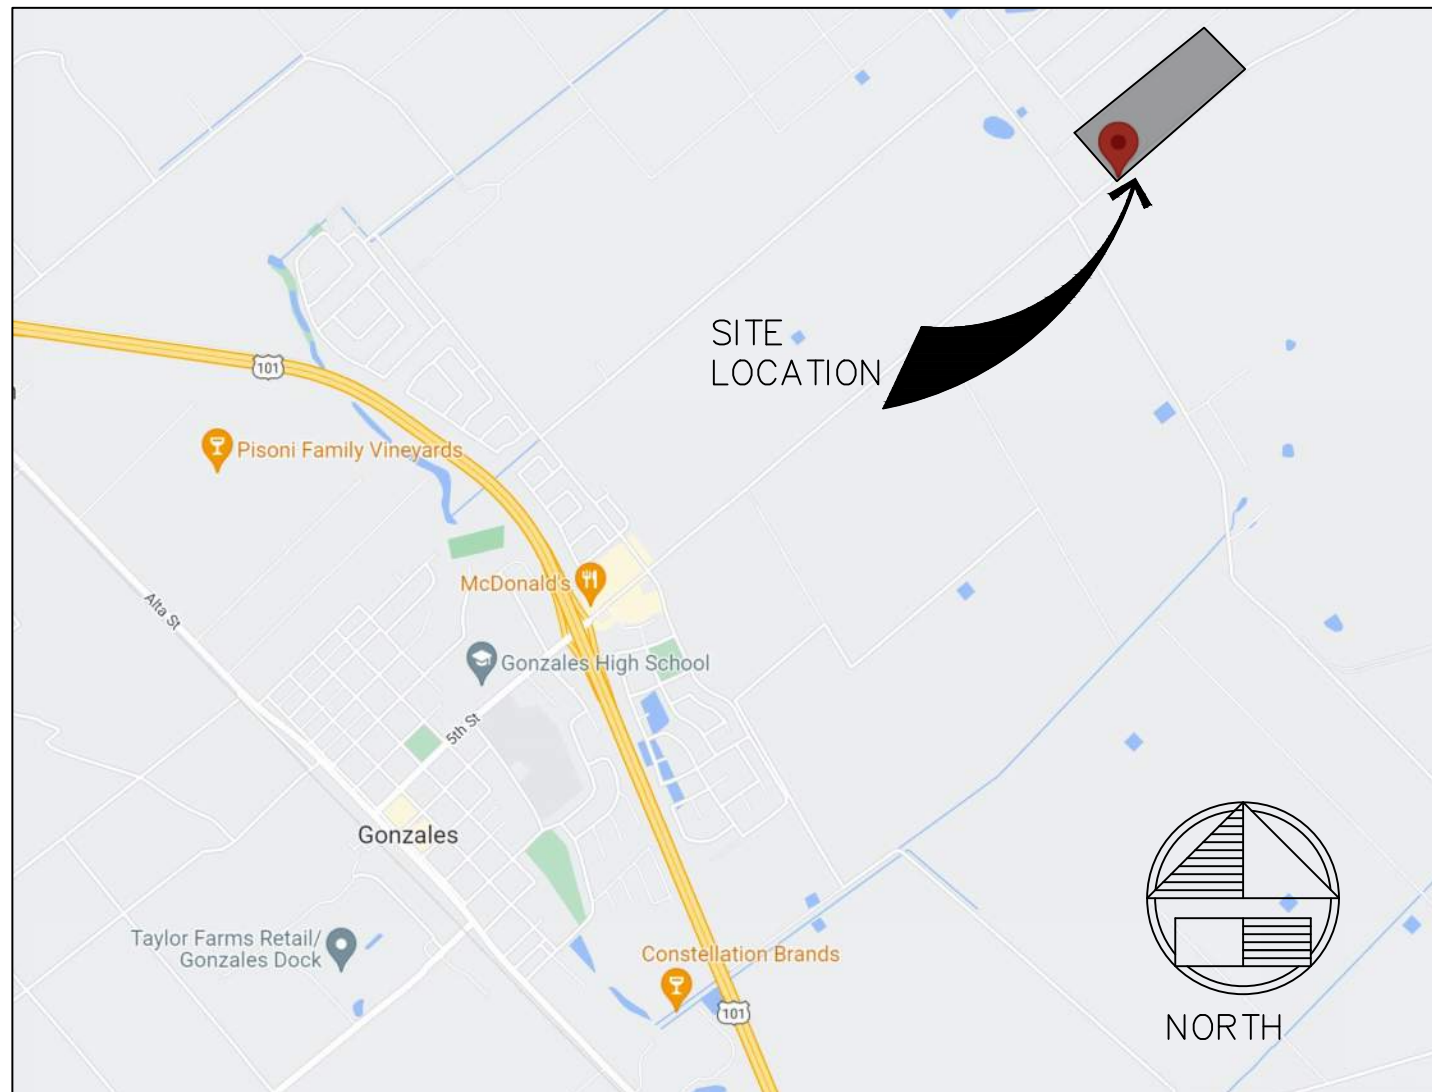 SITE
LOCATION
101
Pisoni Family Vineyards
McDonald's
Alta St
Gonzales High School
5th St
Gonzales
Taylor Farms Retail/
Gonzales Dock
Constellation Brands
101
NORTH